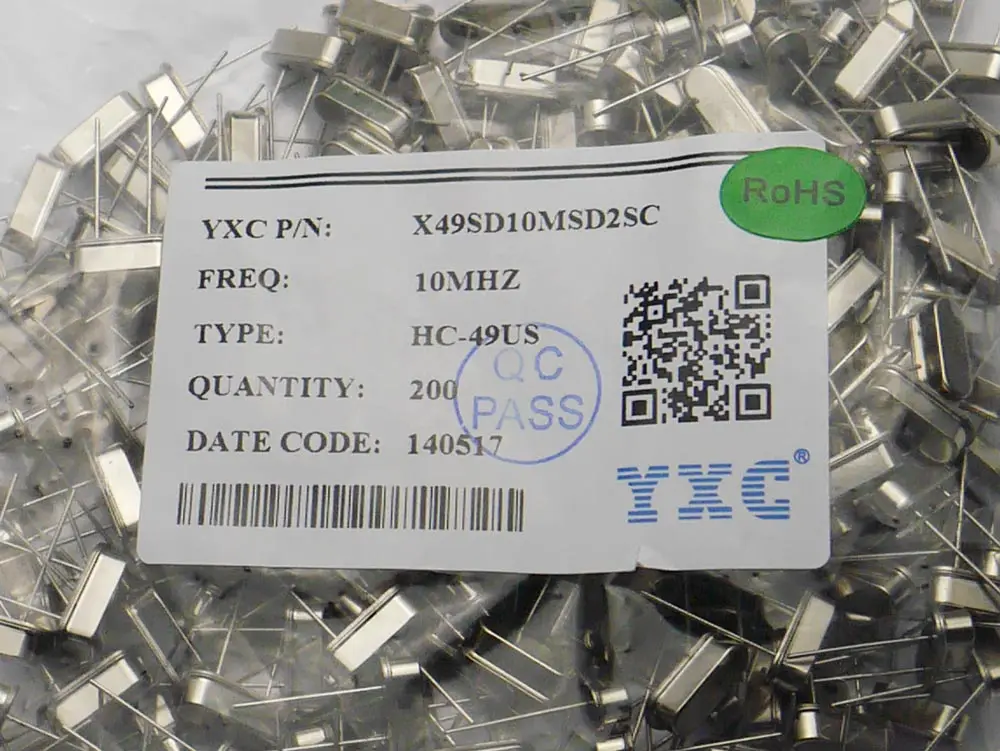 RoHS
YXC P/N: X49SD10MSD2SC
FREQ: 10MHZ
TYPE: HC-49US
QUANTITY: 200
DATE CODE: 140517
QC
PASS
YXC®